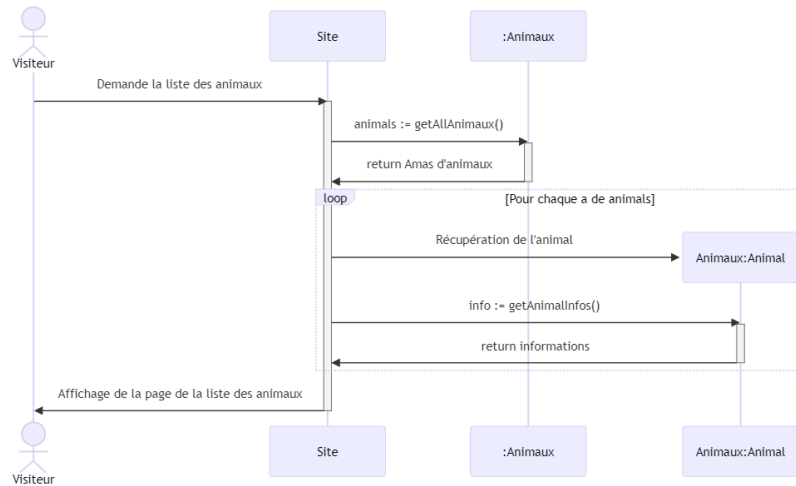 Site
:Animaux
Visiteur
Demande la liste des animaux
animals := getAllAnimaux()
return Amas d'animaux
loop
[Pour chaque a de animals]
Récupération de l'animal
Animaux:Animal
info := getAnimalInfos()
return informations
Affichage de la page de la liste des animaux
Site
:Animaux
Animaux:Animal
Visiteur